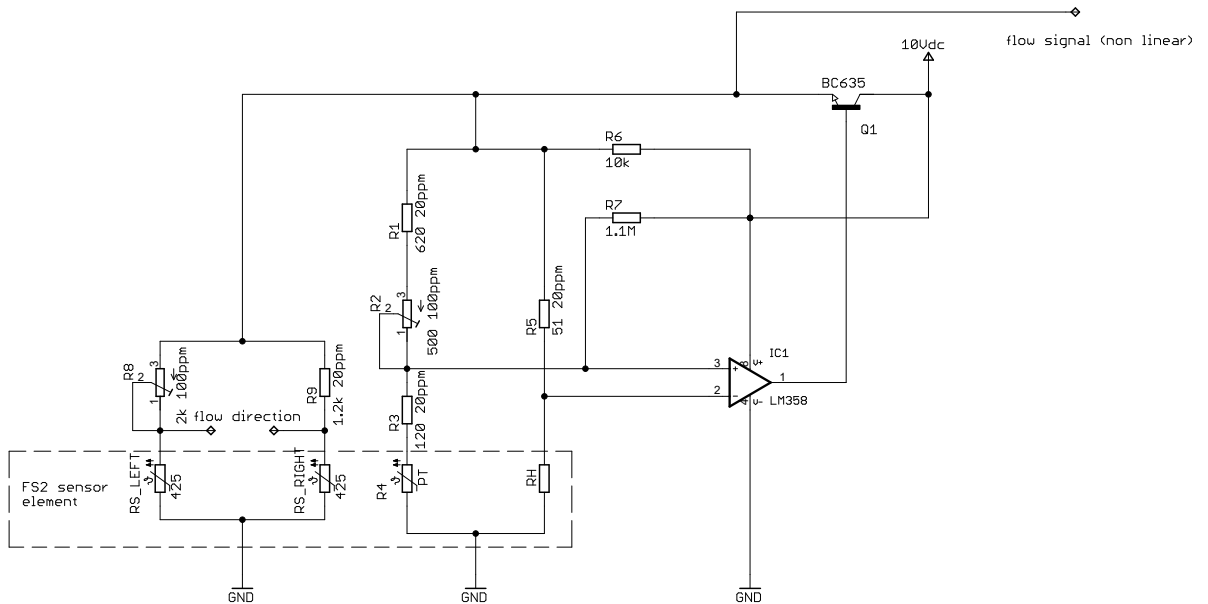 flow signal (non linear)
10Vdc
BC635
Q1
R6
10k
R7
1.1M
R1
620 20ppm
R2
3
2
1
500 100ppm
R5
51 20ppm
R8
3
2
1
2k 100ppm
R9
1.2k 20ppm
flow direction
R3
120 20ppm
IC1
3
+
2
-
8
V+
1
4
V-
LM358
FS2 sensor
element
RS_LEFT
425
RS_RIGHT
425
R4
PT
RH
GND
GND
GND